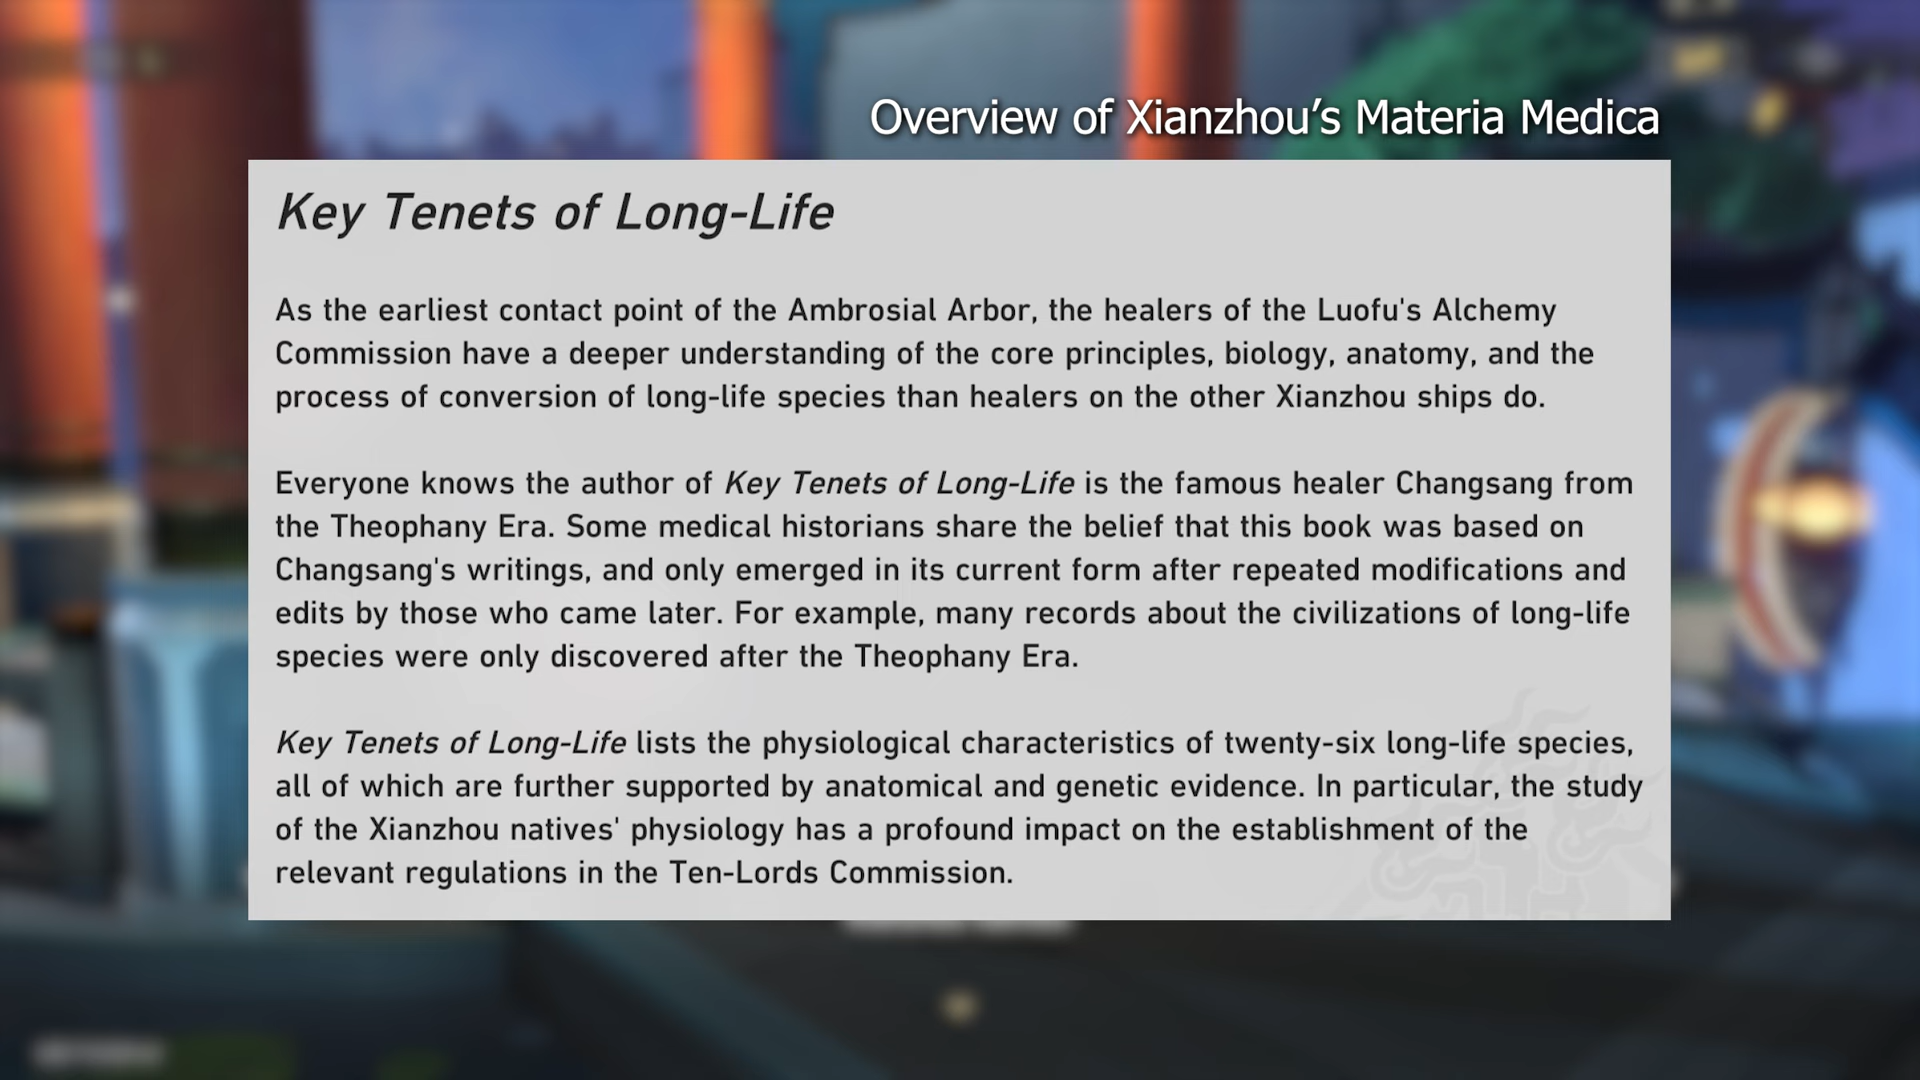 Overview of Xianzhou’s Materia Medica
Key Tenets of Long-Life
As the earliest contact point of the Ambrosial Arbor, the healers of the Luofu's Alchemy
Commission have a deeper understanding of the core principles, biology, anatomy, and the
process of conversion of long-life species than healers on the other Xianzhou ships do.
Everyone knows the author of Key Tenets of Long-Life is the famous healer Changsang from
the Theophany Era. Some medical historians share the belief that this book was based on
Changsang's writings, and only emerged in its current form after repeated modifications and
edits by those who came later. For example, many records about the civilizations of long-life
species were only discovered after the Theophany Era.
Key Tenets of Long-Life lists the physiological characteristics of twenty-six long-life species,
all of which are further supported by anatomical and genetic evidence. In particular, the study
of the Xianzhou natives' physiology has a profound impact on the establishment of the
relevant regulations in the Ten-Lords Commission.